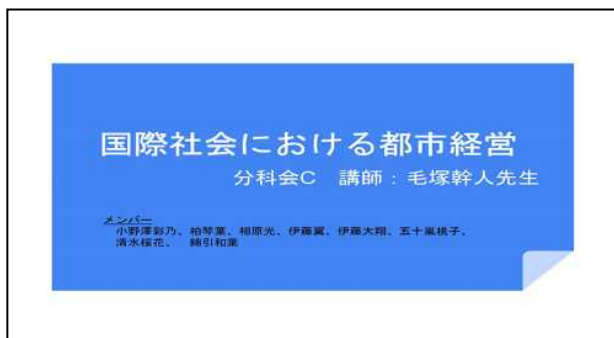 国際社会における都市経営
分科会C　講師：毛塚幹人先生
メンバー
小野澤彩乃、柏琴葉、相原光、伊藤翼、伊藤大翔、五十嵐桃子、
清水桜花、　綿引和葉